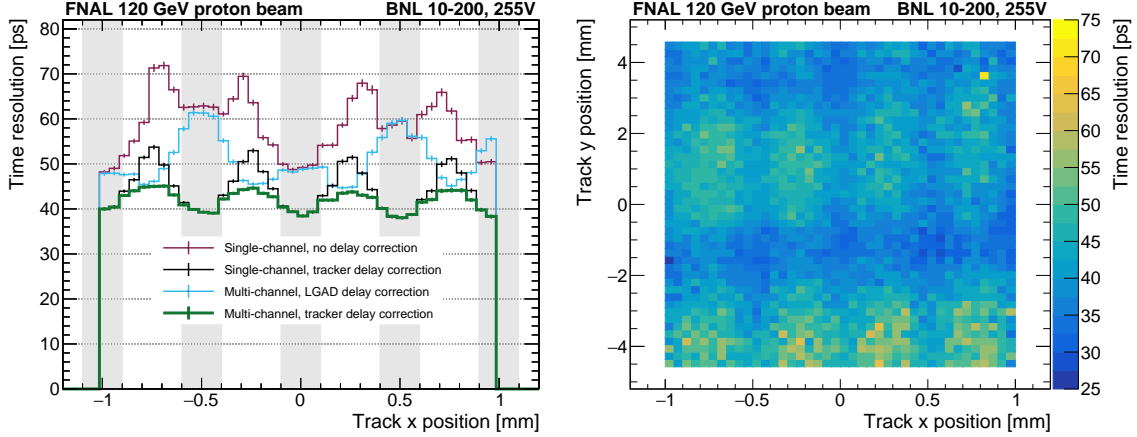 FNAL 120 GeV proton beam BNL 10-200, 255V
Time resolution [ps]
80
70
60
50
40
30
20
10
0
Single-channel, no delay correction
Single-channel, tracker delay correction
Multi-channel, LGAD delay correction
Multi-channel, tracker delay correction
−1 −0.5 0 0.5 1
Track x position [mm]
FNAL 120 GeV proton beam BNL 10-200, 255V
Track y position [mm]
4
2
0
−2
−4
−1 −0.5 0 0.5 1
Track x position [mm]
75
70
65
60
55
50
45
40
35
30
25
Time resolution [ps]